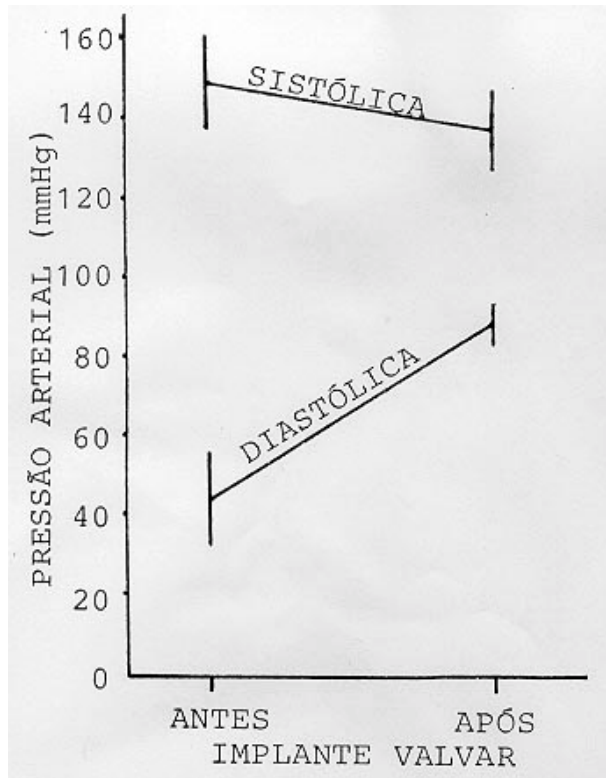 PRESSÃO ARTERIAL (mmHg)
160
140
120
100
80
60
40
20
0
SISTÓLICA
DIASTÓLICA
ANTES
APÓS
IMPLANTE VALVAR